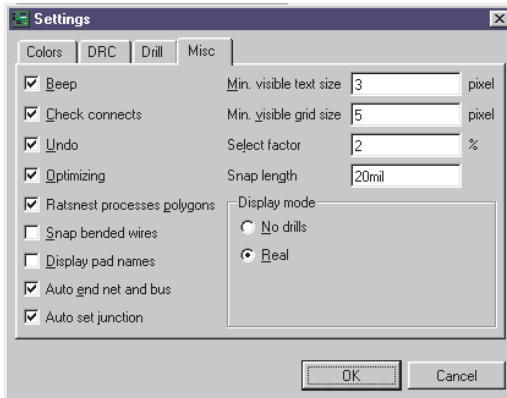 Settings
Colors DRC Drill Misc
Beep
Check connects
Undo
Optimizing
Ratsnest processes polygons
Snap bended wires
Display pad names
Auto end net and bus
Auto set junction
Min. visible text size 3 pixel
Min. visible grid size 5 pixel
Select factor 2 %
Snap length 20mil
Display mode
No drills
Real
OK Cancel